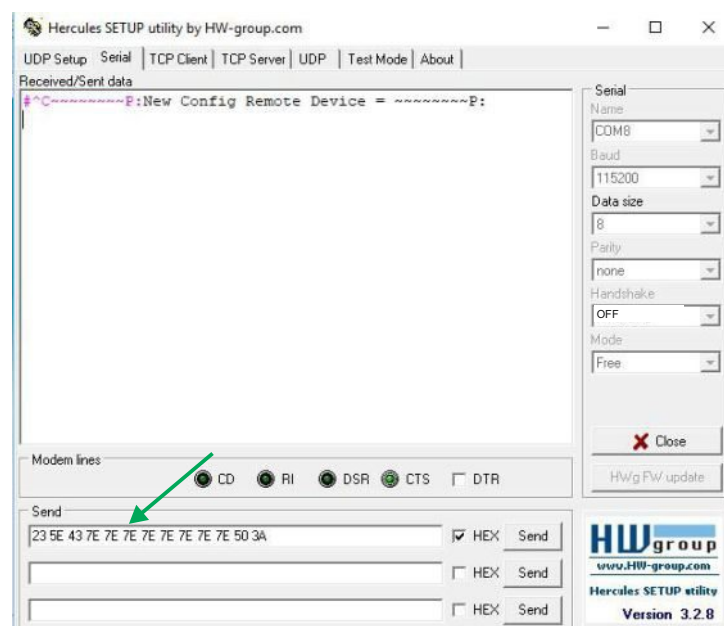 Hercules SETUP utility by HW-group.com
UDP Setup Serial TCP Client TCP Server UDP Test Mode About
Received/Sent data
#^C~~~~~~~~P:New Config Remote Device = ~~~~~~~~P:
Serial
Name
COM8
Baud
115200
Data size
8
Parity
none
Handshake
OFF
Mode
Free
Close
HWg FW update
Modem lines
CD RI DSR CTS DTR
Send
23 5E 43 7E 7E 7E 7E 7E 7E 7E 7E 50 3A HEX Send
HEX Send
HEX Send
HWgroup
www.HW-group.com
Hercules SETUP utility
Version 3.2.8